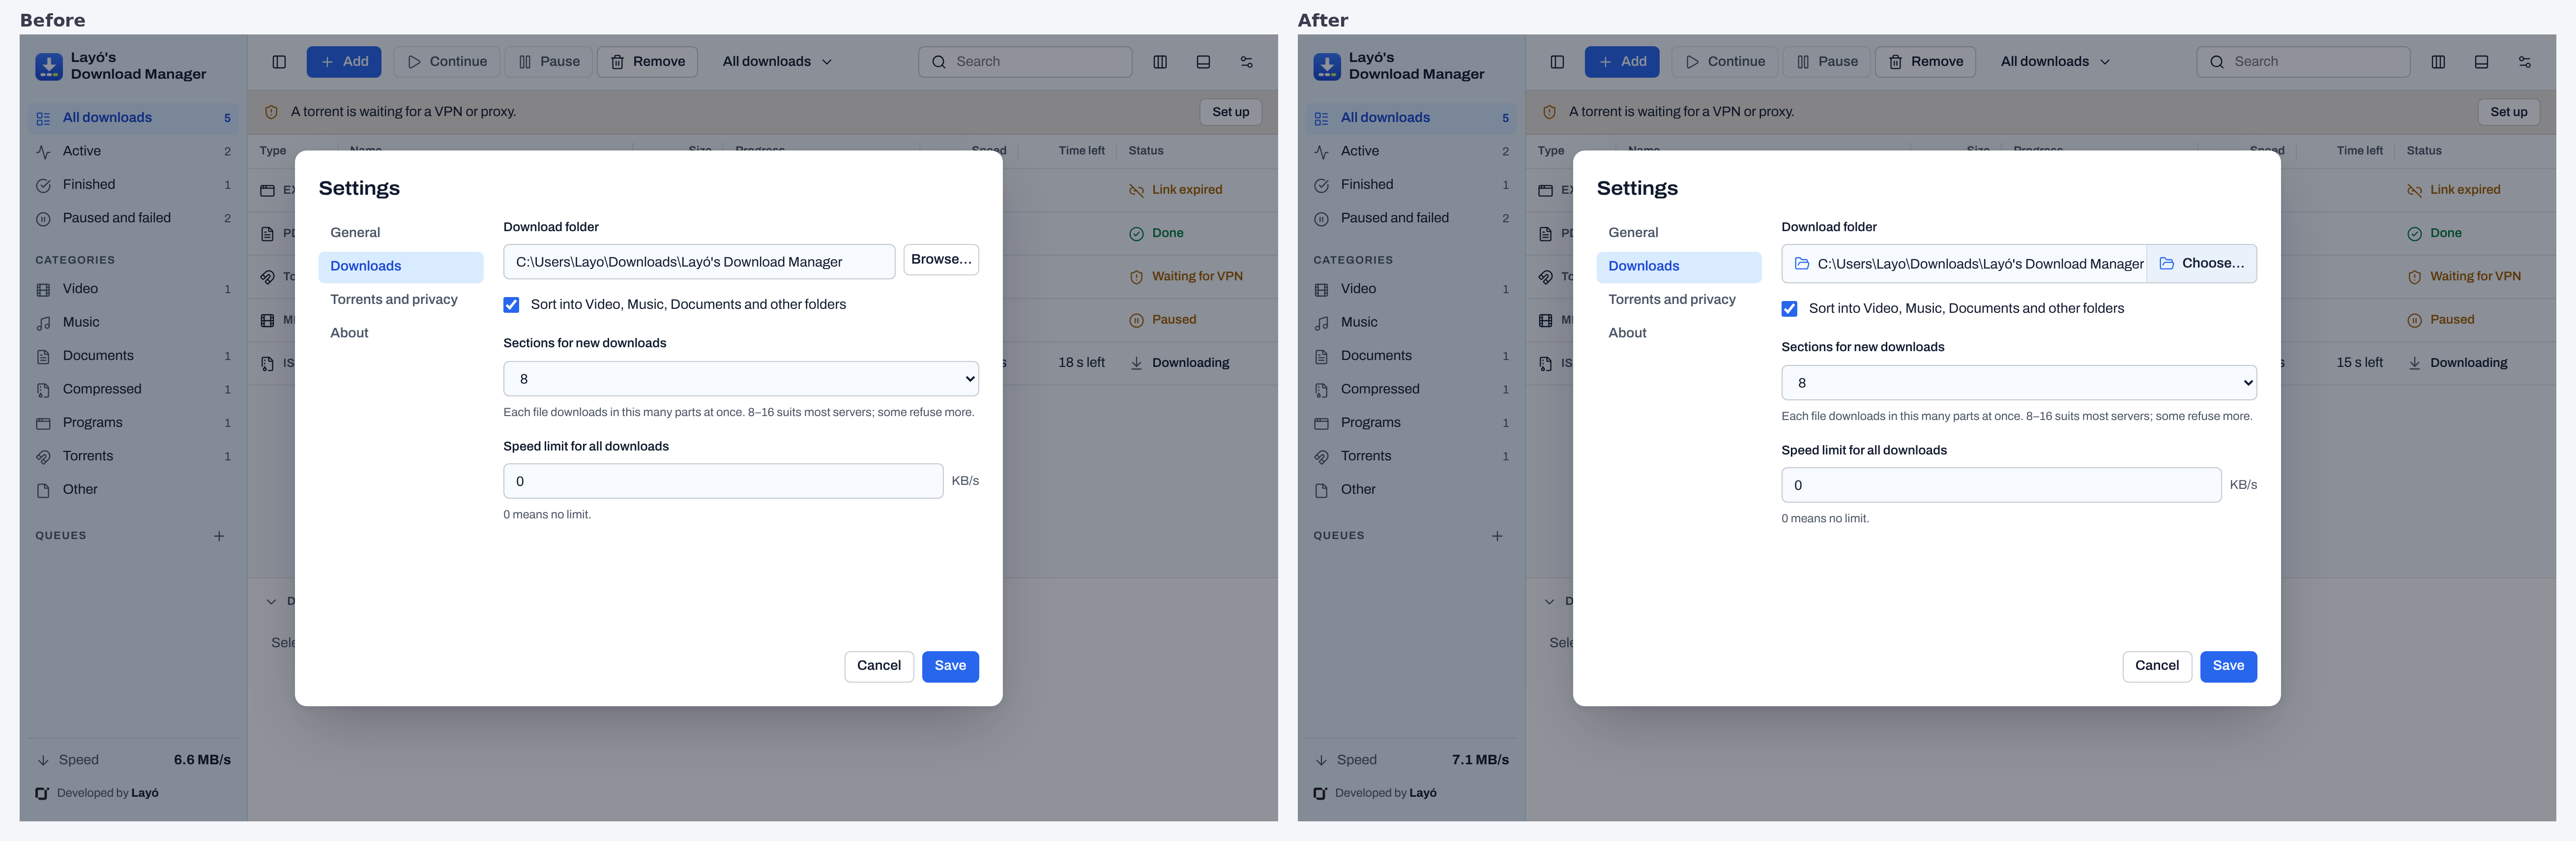 Before
Layó's
Download Manager
Add
Continue
Pause
Remove
All downloads
Search
A torrent is waiting for a VPN or proxy.
Set up
All downloads 5
Active 2
Finished 1
Paused and failed 2
CATEGORIES
Video 1
Music
Documents 1
Compressed 1
Programs 1
Torrents 1
Other
QUEUES
Speed 6.6 MB/s
Developed by Layó
Type Name Size Progress Speed Time left Status
Link expired
Done
Waiting for VPN
Paused
18 s left Downloading
Settings
General
Downloads
Torrents and privacy
About
Download folder
C:\Users\Layo\Downloads\Layó's Download Manager
Browse...
Sort into Video, Music, Documents and other folders
Sections for new downloads
8
Each file downloads in this many parts at once. 8–16 suits most servers; some refuse more.
Speed limit for all downloads
0 KB/s
0 means no limit.
Cancel
Save
After
Layó's
Download Manager
Add
Continue
Pause
Remove
All downloads
Search
A torrent is waiting for a VPN or proxy.
Set up
All downloads 5
Active 2
Finished 1
Paused and failed 2
CATEGORIES
Video 1
Music
Documents 1
Compressed 1
Programs 1
Torrents 1
Other
QUEUES
Speed 7.1 MB/s
Developed by Layó
Type Name Size Progress Speed Time left Status
Link expired
Done
Waiting for VPN
Paused
15 s left Downloading
Settings
General
Downloads
Torrents and privacy
About
Download folder
C:\Users\Layo\Downloads\Layó's Download Manager
Choose...
Sort into Video, Music, Documents and other folders
Sections for new downloads
8
Each file downloads in this many parts at once. 8–16 suits most servers; some refuse more.
Speed limit for all downloads
0 KB/s
0 means no limit.
Cancel
Save